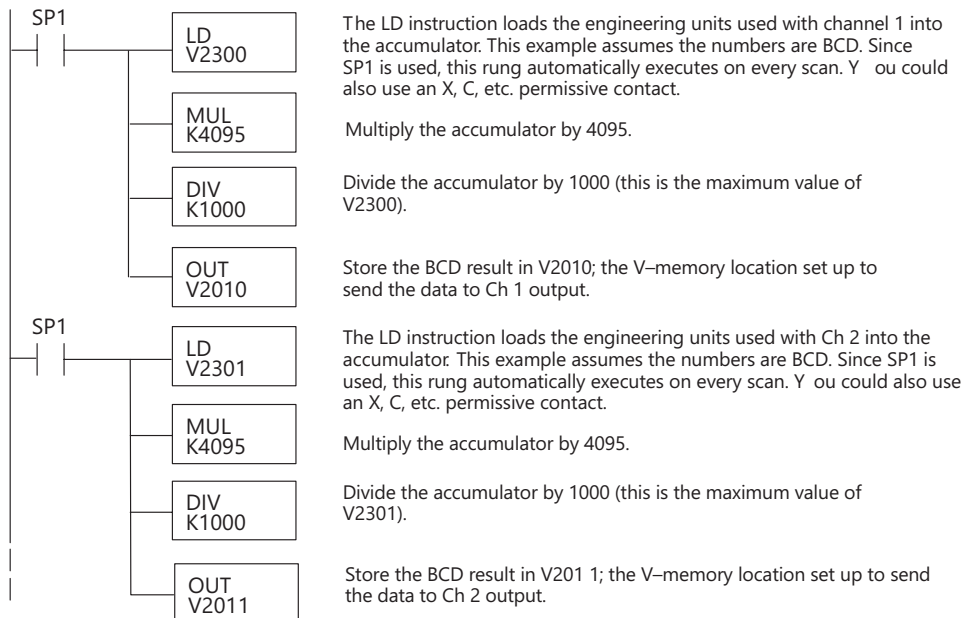 SP1
LD
V2300
The LD instruction loads the engineering units used with channel 1 into
the accumulator. This example assumes the numbers are BCD. Since
SP1 is used, this rung automatically executes on every scan. Y ou could
also use an X, C, etc. permissive contact.
MUL
K4095
Multiply the accumulator by 4095.
DIV
K1000
Divide the accumulator by 1000 (this is the maximum value of
V2300).
OUT
V2010
Store the BCD result in V2010; the V–memory location set up to
send the data to Ch 1 output.
SP1
LD
V2301
The LD instruction loads the engineering units used with Ch 2 into the
accumulator. This example assumes the numbers are BCD. Since SP1 is
used, this rung automatically executes on every scan. Y ou could also use
an X, C, etc. permissive contact.
MUL
K4095
Multiply the accumulator by 4095.
DIV
K1000
Divide the accumulator by 1000 (this is the maximum value of
V2301).
OUT
V2011
Store the BCD result in V201 1; the V–memory location set up to send
the data to Ch 2 output.